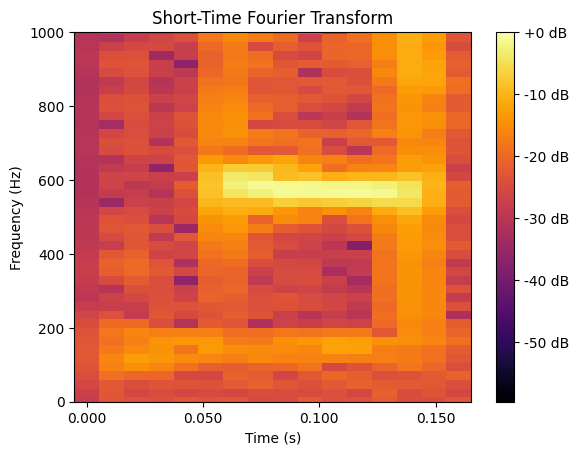 Short-Time Fourier Transform
Frequency (Hz)
1000
800
600
400
200
0
0.000
0.050
0.100
0.150
Time (s)
+0 dB
-10 dB
-20 dB
-30 dB
-40 dB
-50 dB